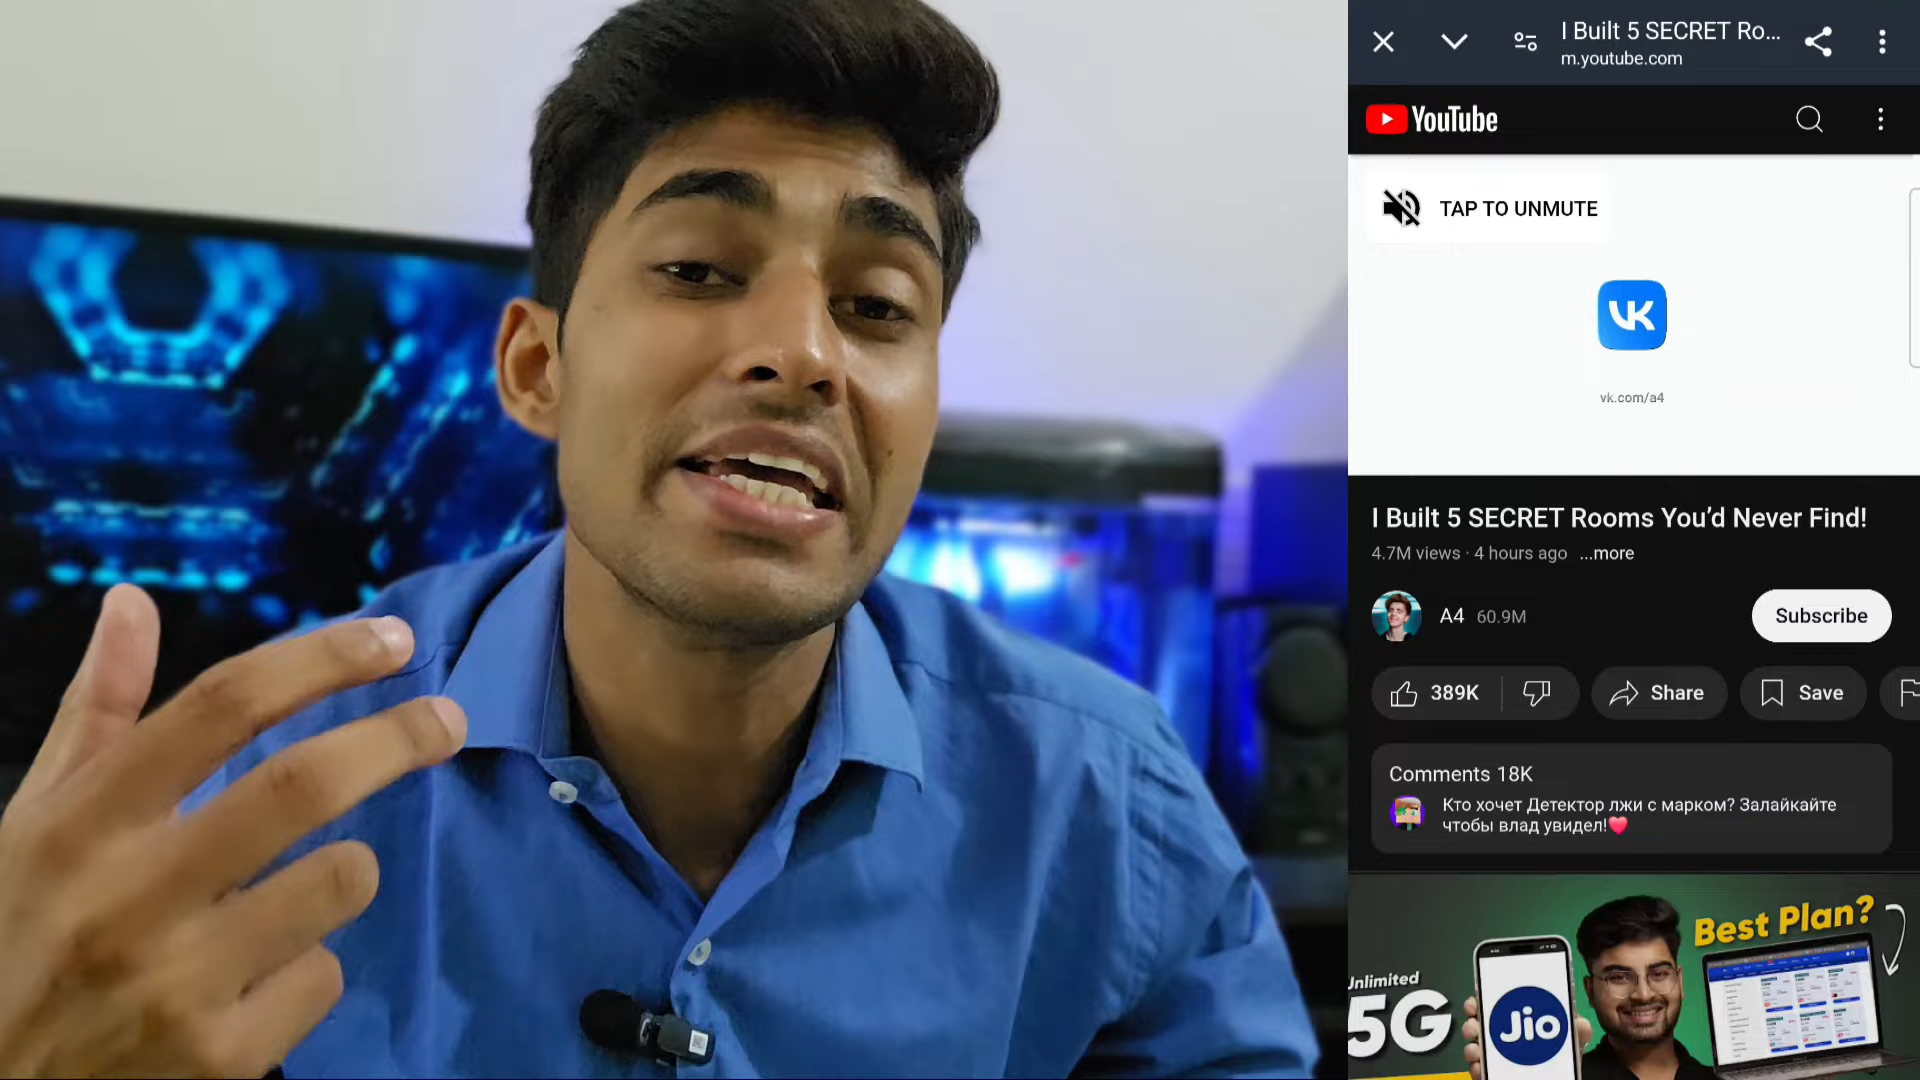 I Built 5 SECRET Ro...
m.youtube.com
YouTube
TAP TO UNMUTE
VK
vk.com/a4
I Built 5 SECRET Rooms You’d Never Find!
4.7M views · 4 hours ago ...more
A4 60.9M
Subscribe
389K
Share
Save
Comments 18K
Кто хочет Детектор лжи с марком? Залайкайте
чтобы влад увидел!❤️
Best Plan?
Unlimited
5G
Jio